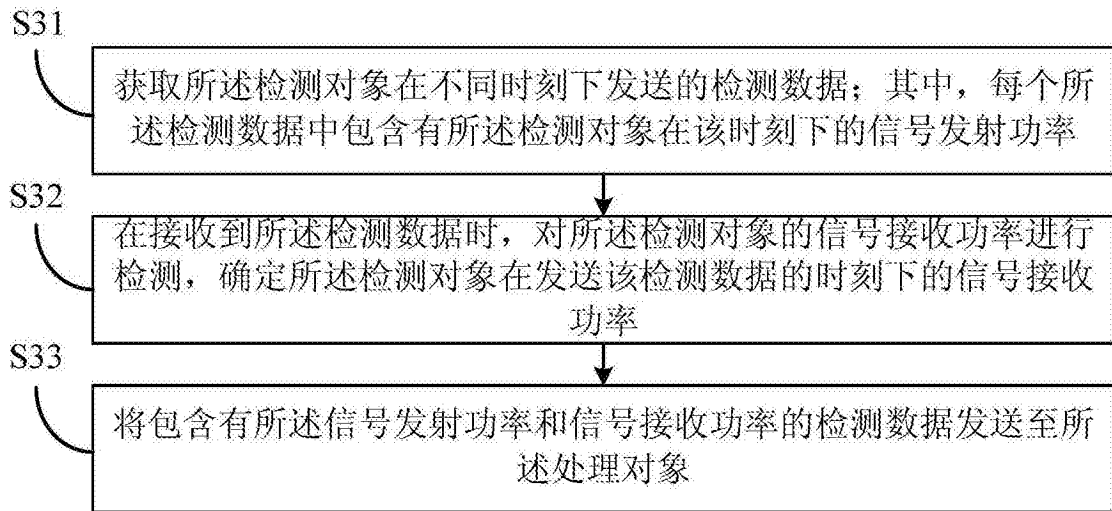 S31
获取所述检测对象在不同时刻下发送的检测数据；其中，每个所
述检测数据中包含有所述检测对象在该时刻下的信号发射功率
S32
在接收到所述检测数据时，对所述检测对象的信号接收功率进行
检测，确定所述检测对象在发送该检测数据的时刻下的信号接收
功率
S33
将包含有所述信号发射功率和信号接收功率的检测数据发送至所
述处理对象